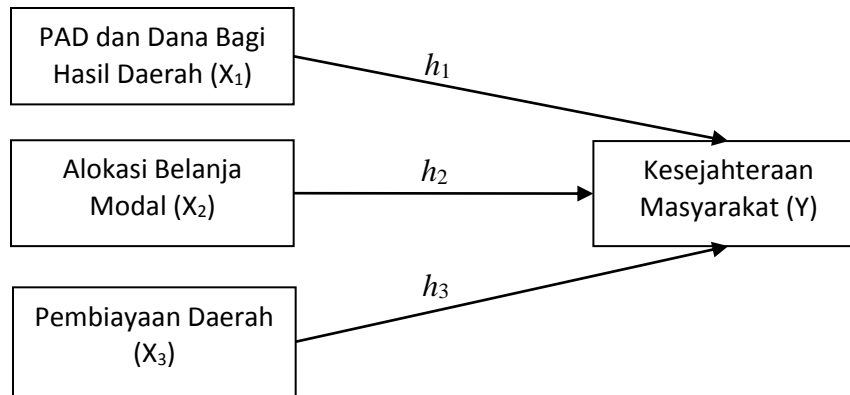 PAD dan Dana Bagi
Hasil Daerah (X₁)
h₁
Alokasi Belanja
Modal (X₂)
h₂
Kesejahteraan
Masyarakat (Y)
h₃
Pembiayaan Daerah
(X₃)